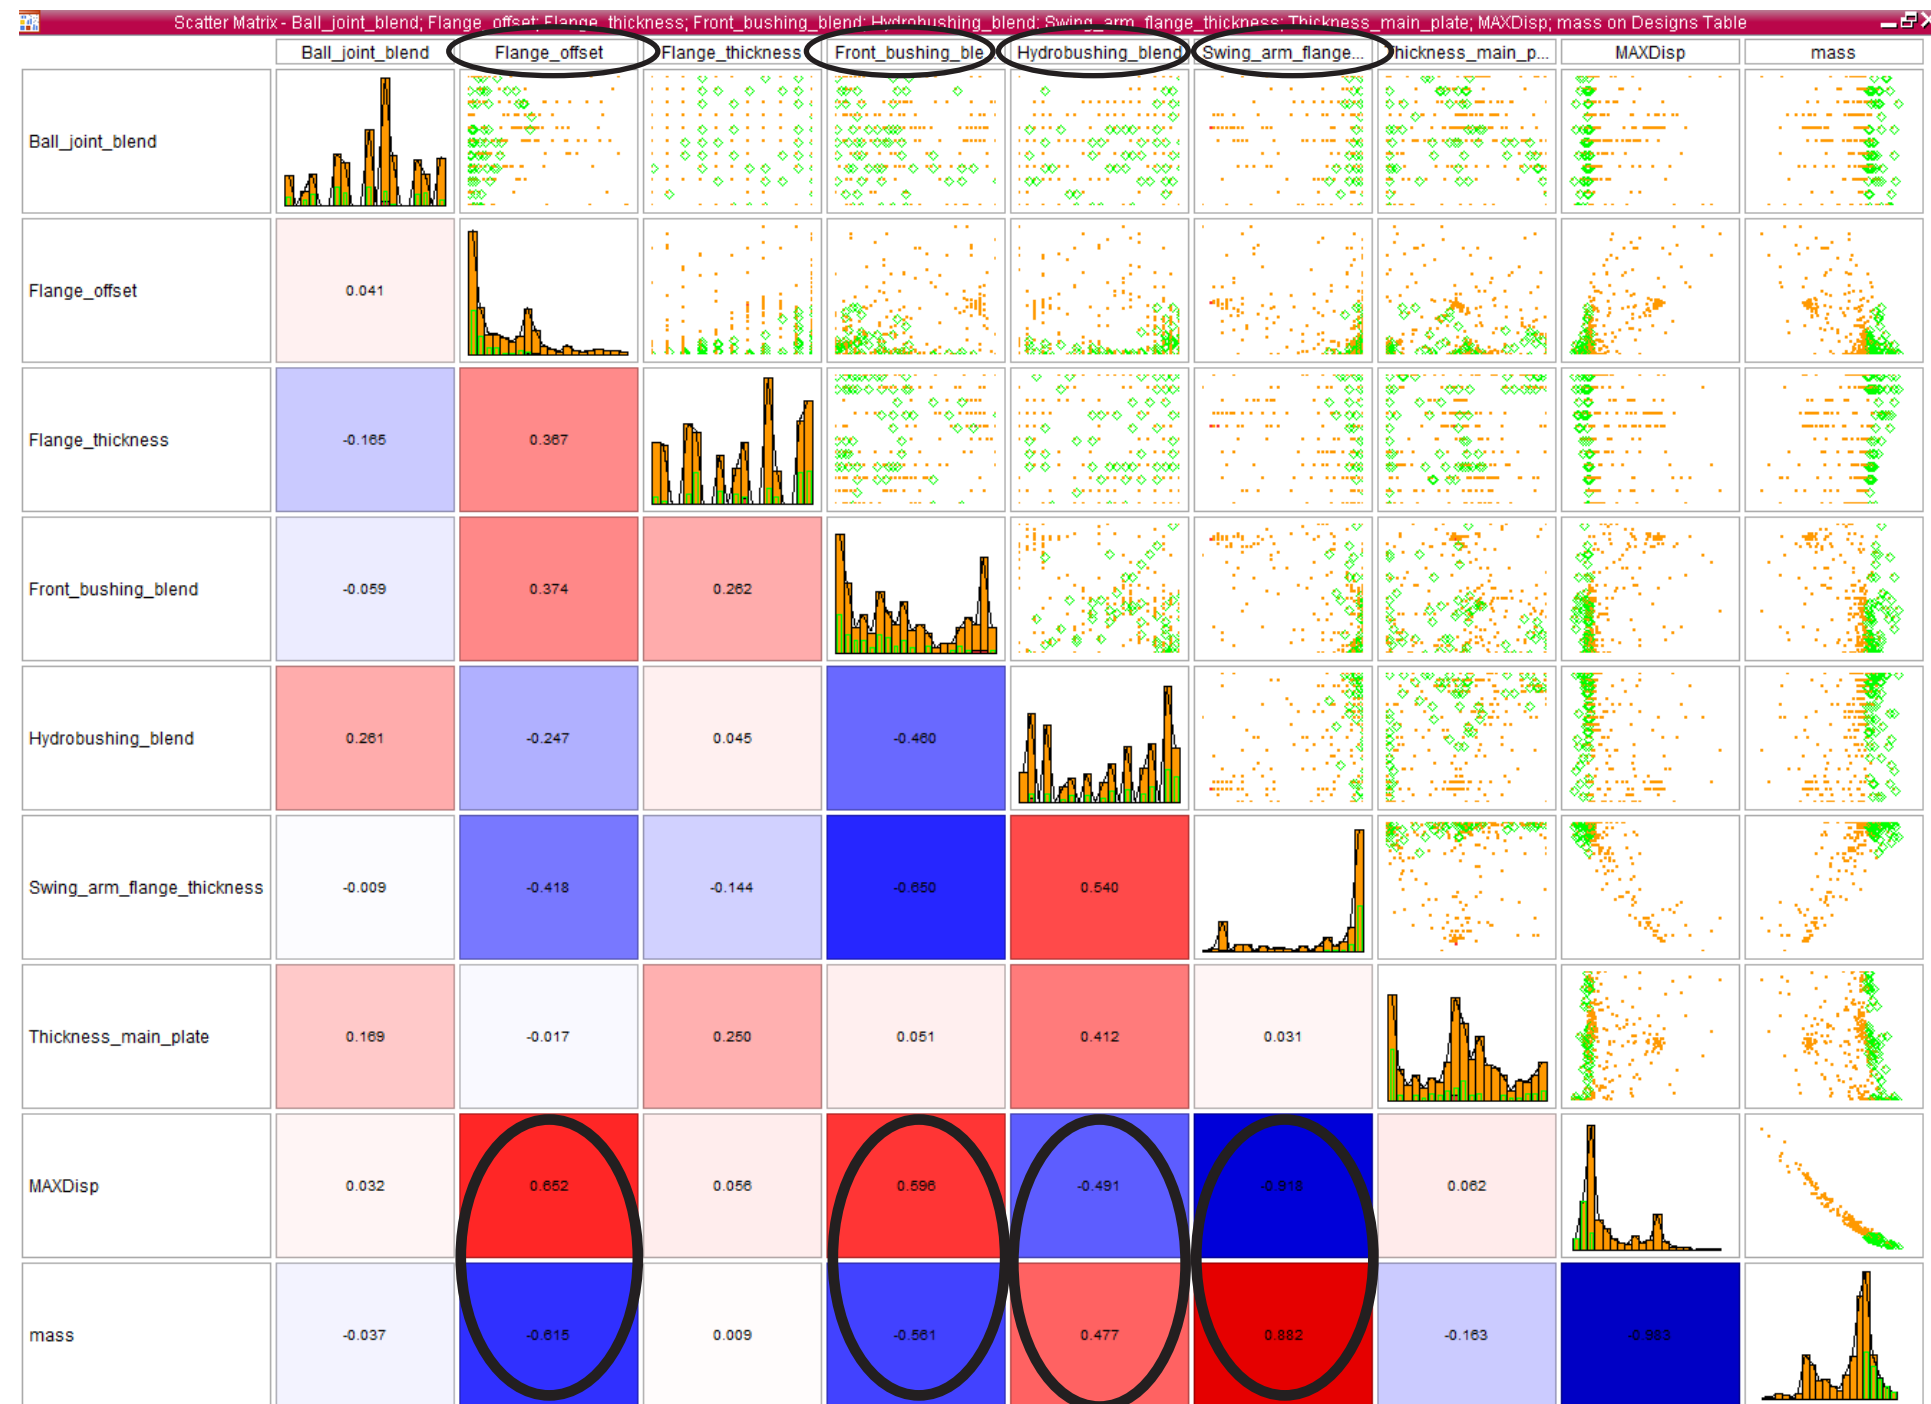 Scatter Matrix - Ball_joint_blend; Flange_offset; Flange_thickness; Front_bushing_blend; Hydrobushing_blend; Swing_arm_flange_thickness; Thickness_main_plate; MAXDisp; mass on Designs Table
Ball_joint_blend Flange_offset Flange_thickness Front_bushing_ble... Hydrobushing_blend Swing_arm_flange... Thickness_main_p... MAXDisp mass
Ball_joint_blend
Flange_offset 0.041
Flange_thickness -0.165 0.367
Front_bushing_blend -0.059 0.374 0.262
Hydrobushing_blend 0.261 -0.247 0.045 -0.460
Swing_arm_flange_thickness -0.009 -0.418 -0.144 -0.650 0.540
Thickness_main_plate 0.169 -0.017 0.250 0.051 0.412 0.031
MAXDisp 0.032 0.652 0.056 0.596 -0.491 -0.918 0.062
mass -0.037 -0.615 0.009 -0.561 0.477 0.882 -0.163 -0.983